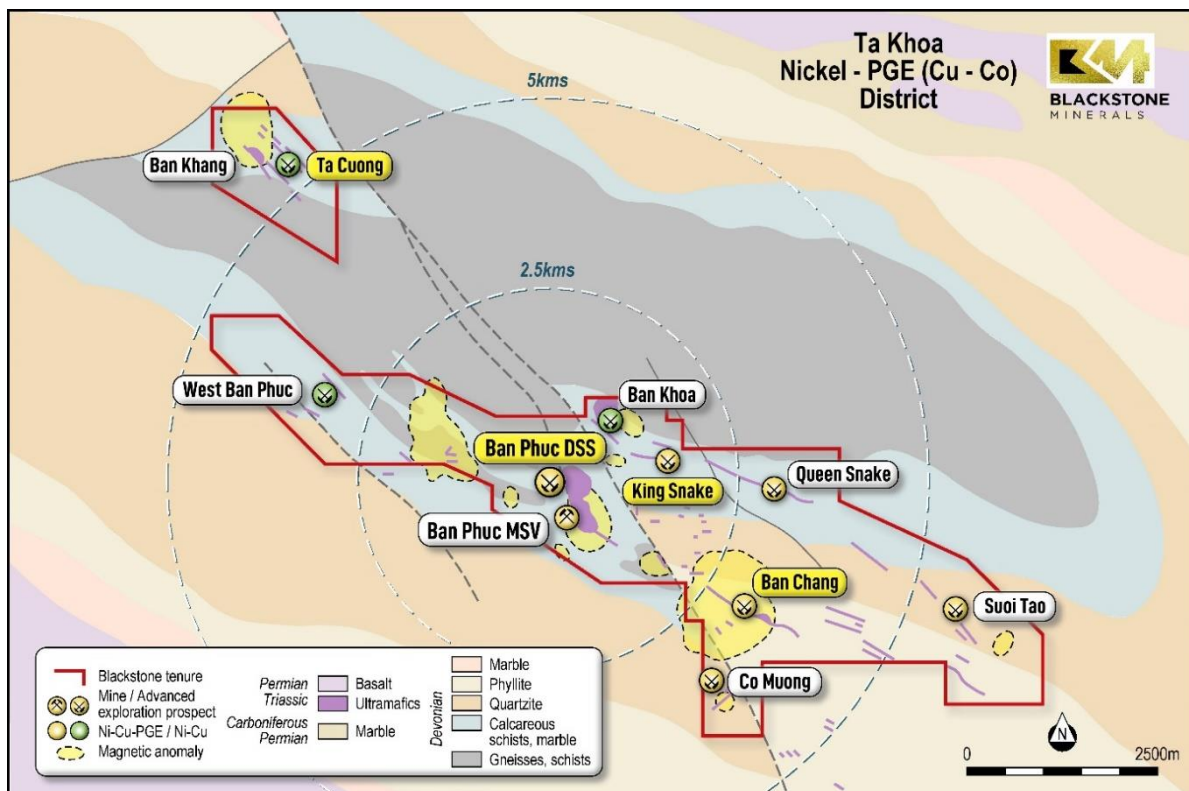 Ta Khoa
Nickel - PGE (Cu - Co)
District
BLACKSTONE
MINERALS
5kms
Ban Khang
Ta Cuong
2.5kms
West Ban Phuc
Ban Khoa
Ban Phuc DSS
King Snake
Queen Snake
Ban Phuc MSV
Ban Chang
Suoi Tao
Co Muong
Blackstone tenure
Mine / Advanced
exploration prospect
Ni-Cu-PGE / Ni-Cu
Magnetic anomaly
Permian
Triassic
Basalt
Ultramafics
Carboniferous
Permian
Marble
Devonian
Marble
Phyllite
Quartzite
Calcareous
schists, marble
Gneisses, schists
N
0 2500m